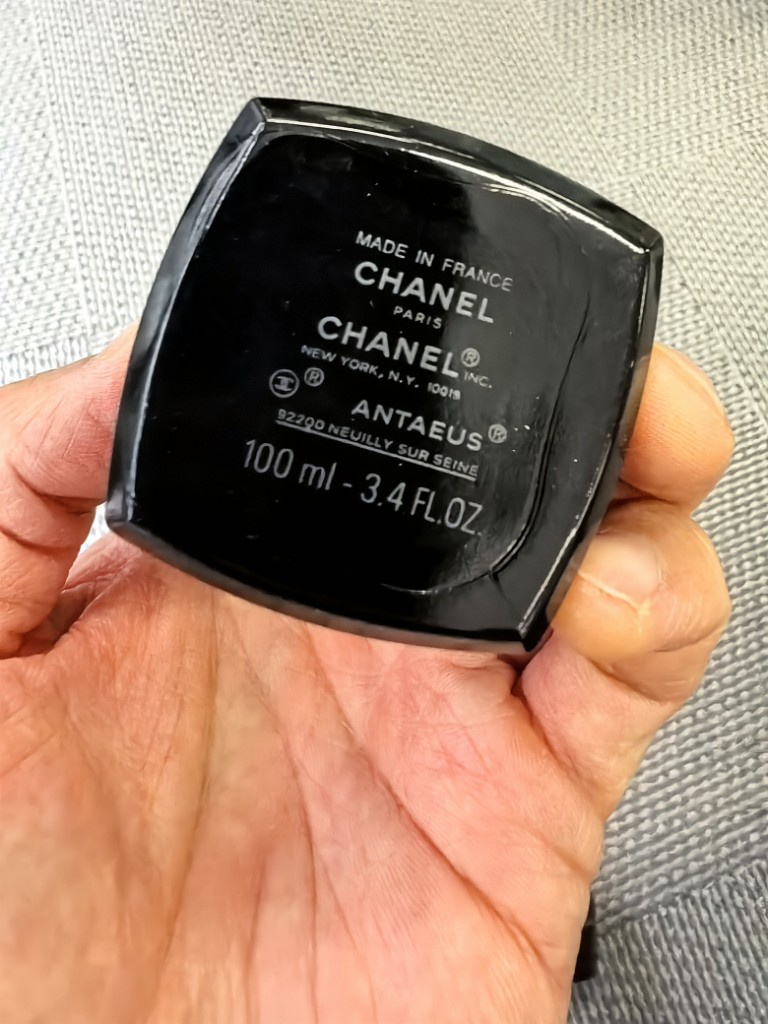 MADE IN FRANCE
CHANEL
PARIS
CHANEL® INC.
NEW YORK, N.Y. 10019
®
ANTAEUS®
92200 NEUILLY SUR SEINE
100 ml - 3.4 FL.OZ.